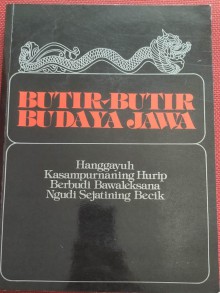 BUTIR-BUTIR
BUDAYA JAWA
Hanggayuh
Kasampurnaning Hurip
Berbudi Bawaleksana
Ngudi Sejatining Becik